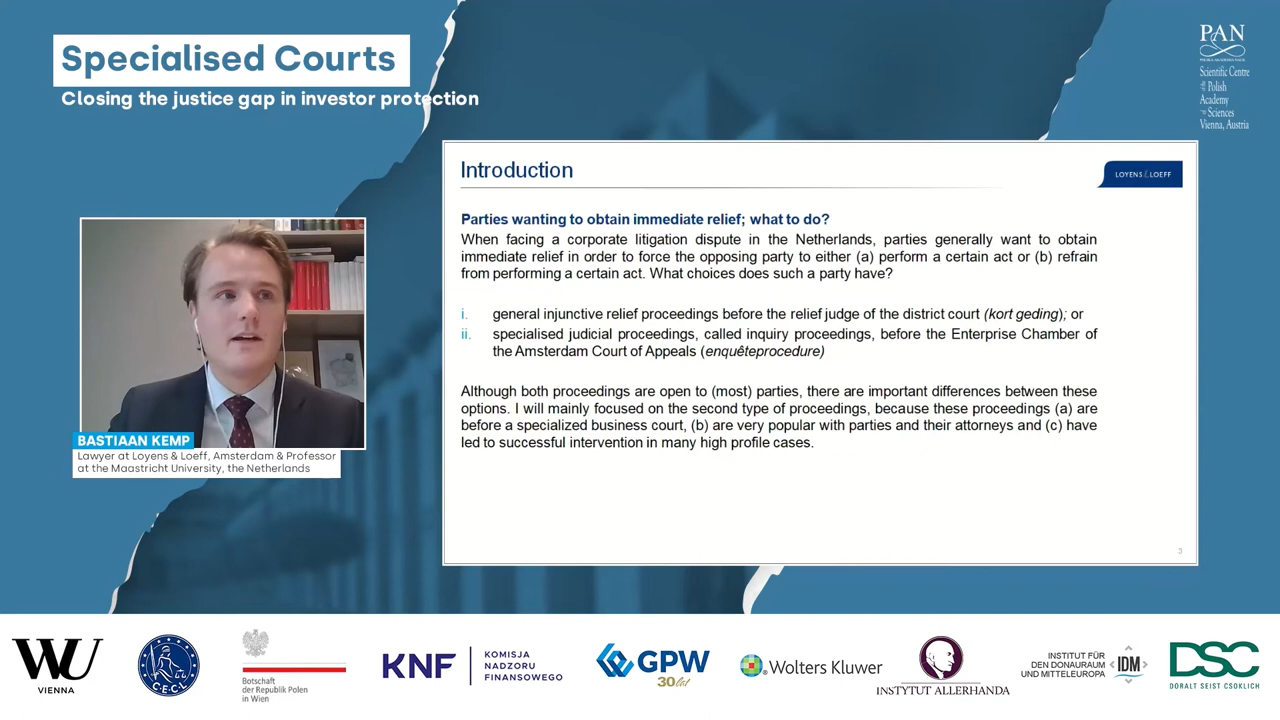 Specialised Courts
Closing the justice gap in investor protection
PAN
POLSKA AKADEMIA NAUK
Scientific Centre
of the Polish
Academy
of Sciences
Vienna, Austria
Introduction
LOYENS & LOEFF
Parties wanting to obtain immediate relief; what to do?
When facing a corporate litigation dispute in the Netherlands, parties generally want to obtain
immediate relief in order to force the opposing party to either (a) perform a certain act or (b) refrain
from performing a certain act. What choices does such a party have?
i. general injunctive relief proceedings before the relief judge of the district court (kort geding); or
ii. specialised judicial proceedings, called inquiry proceedings, before the Enterprise Chamber of
the Amsterdam Court of Appeals (enquêteprocedure)
Although both proceedings are open to (most) parties, there are important differences between these
options. I will mainly focused on the second type of proceedings, because these proceedings (a) are
before a specialized business court, (b) are very popular with parties and their attorneys and (c) have
led to successful intervention in many high profile cases.
3
BASTIAAN KEMP
Lawyer at Loyens & Loeff, Amsterdam & Professor
at the Maastricht University, the Netherlands
WU
VIENNA
C·E·C·L
Botschaft
der Republik Polen
in Wien
KNF
KOMISJA
NADZORU
FINANSOWEGO
GPW
30 lat
Wolters Kluwer
INSTYTUT ALLERHANDA
INSTITUT FÜR
DEN DONAURAUM
UND MITTELEUROPA
IDM
DSC
DORALT SEIST CSOKLICH